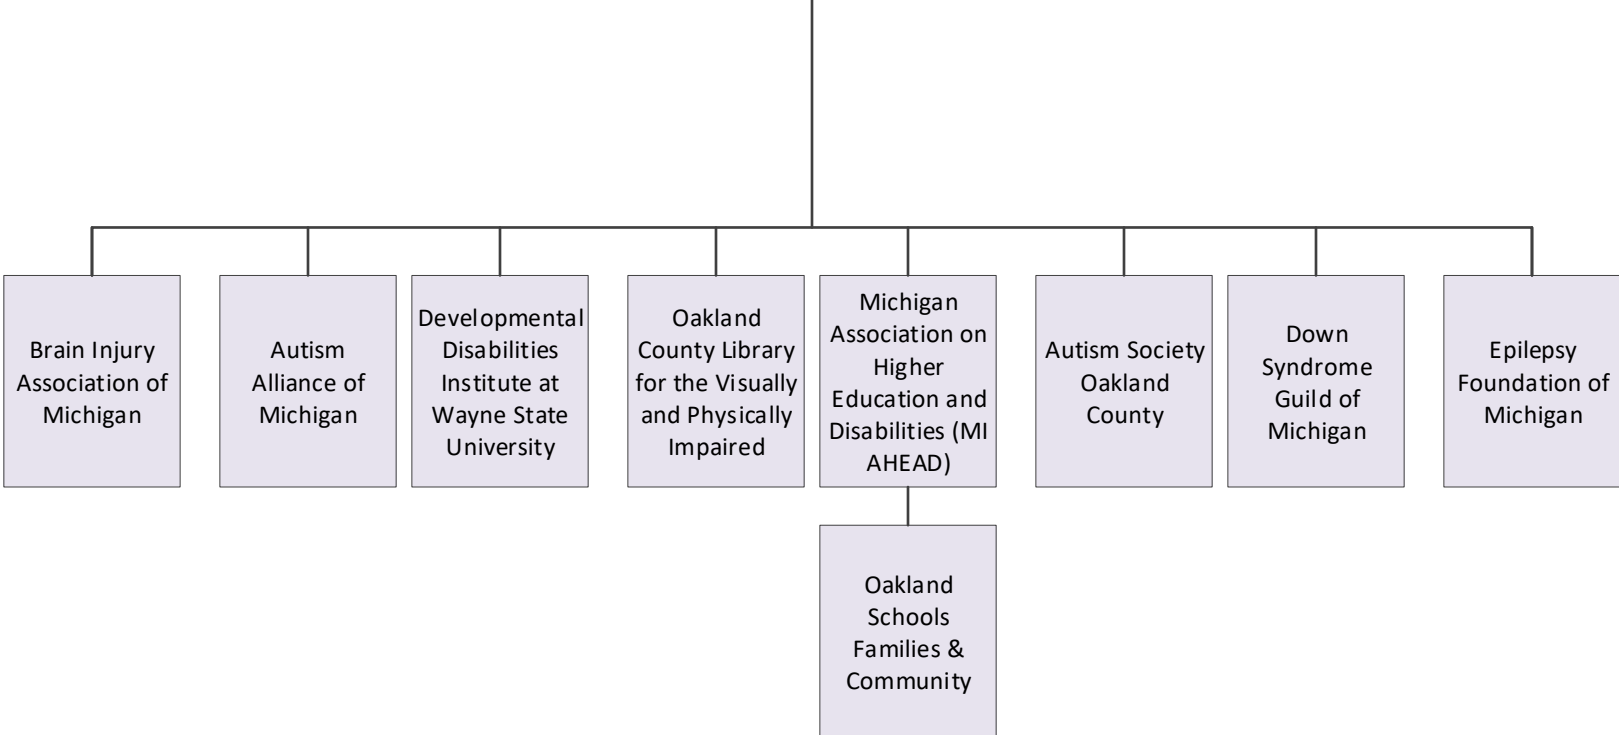 Brain Injury
Association of
Michigan
Autism
Alliance of
Michigan
Developmental
Disabilities
Institute at
Wayne State
University
Oakland
County Library
for the Visually
and Physically
Impaired
Michigan
Association on
Higher
Education and
Disabilities (MI
AHEAD)
Autism Society
Oakland
County
Down
Syndrome
Guild of
Michigan
Epilepsy
Foundation of
Michigan
Oakland
Schools
Families &
Community